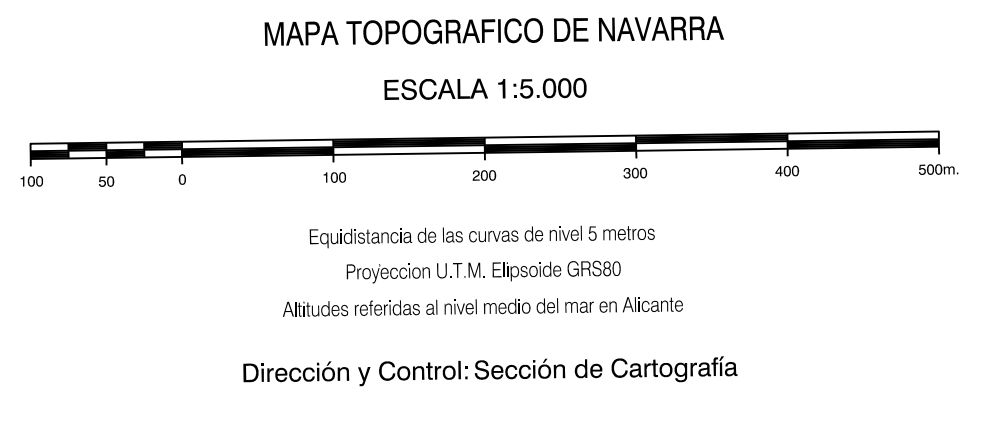 MAPA TOPOGRAFICO DE NAVARRA
ESCALA 1:5.000
100 50 0 100 200 300 400 500m.
Equidistancia de las curvas de nivel 5 metros
Proyeccion U.T.M. Elipsoide GRS80
Altitudes referidas al nivel medio del mar en Alicante
Dirección y Control: Sección de Cartografía